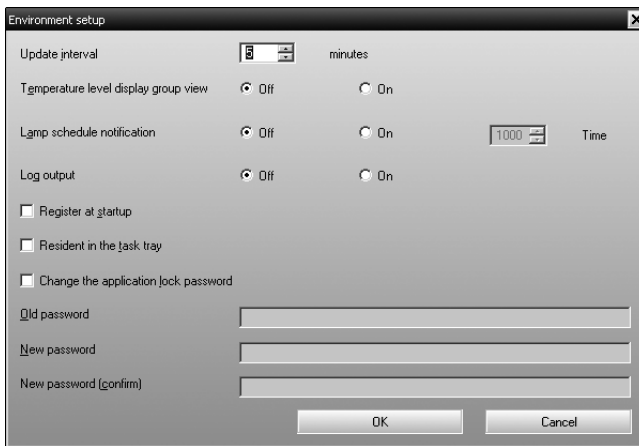 Environment setup
Update interval 5 minutes
Temperature level display group view Off On
Lamp schedule notification Off On 1000 Time
Log output Off On
Register at startup
Resident in the task tray
Change the application lock password
Old password
New password
New password (confirm)
OK Cancel